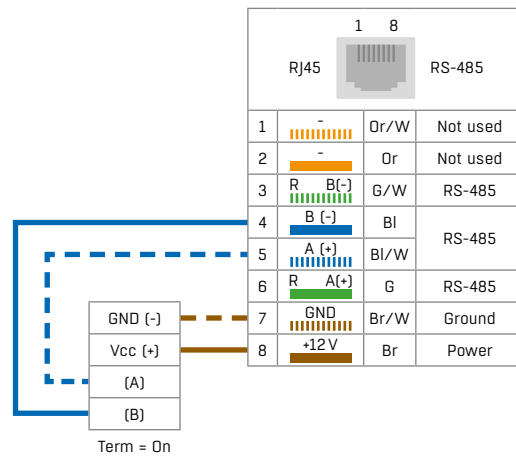 1 8
RJ45 RS-485
1 - Or/W Not used
2 - Or Not used
3 R B(-) G/W RS-485
4 B (-) Bl RS-485
5 A (+) Bl/W
6 R A(+) G RS-485
7 GND Br/W Ground
8 +12 V Br Power
GND (-)
Vcc (+)
(A)
(B)
Term = On